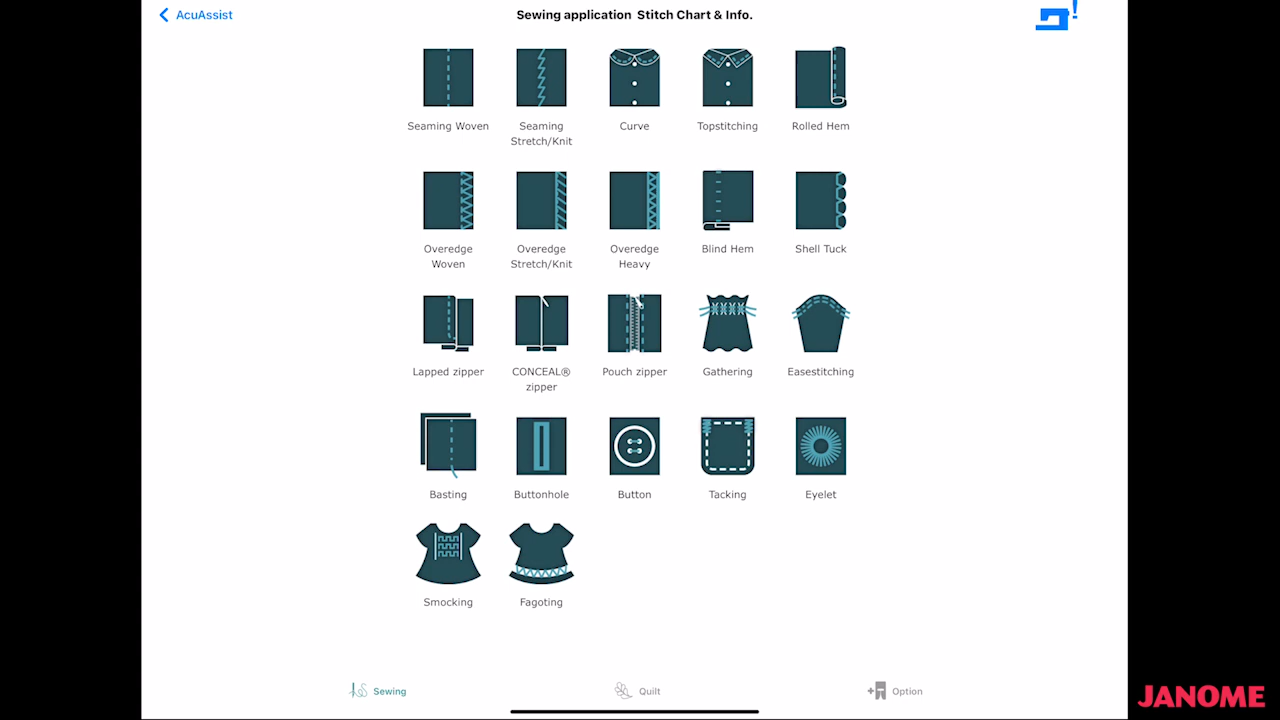 AcuAssist
Sewing application  Stitch Chart & Info.
Seaming Woven
Seaming
Stretch/Knit
Curve
Topstitching
Rolled Hem
Overedge
Woven
Overedge
Stretch/Knit
Overedge
Heavy
Blind Hem
Shell Tuck
Lapped zipper
CONCEAL®
zipper
Pouch zipper
Gathering
Easestitching
Basting
Buttonhole
Button
Tacking
Eyelet
Smocking
Fagoting
Sewing
Quilt
Option
JANOME